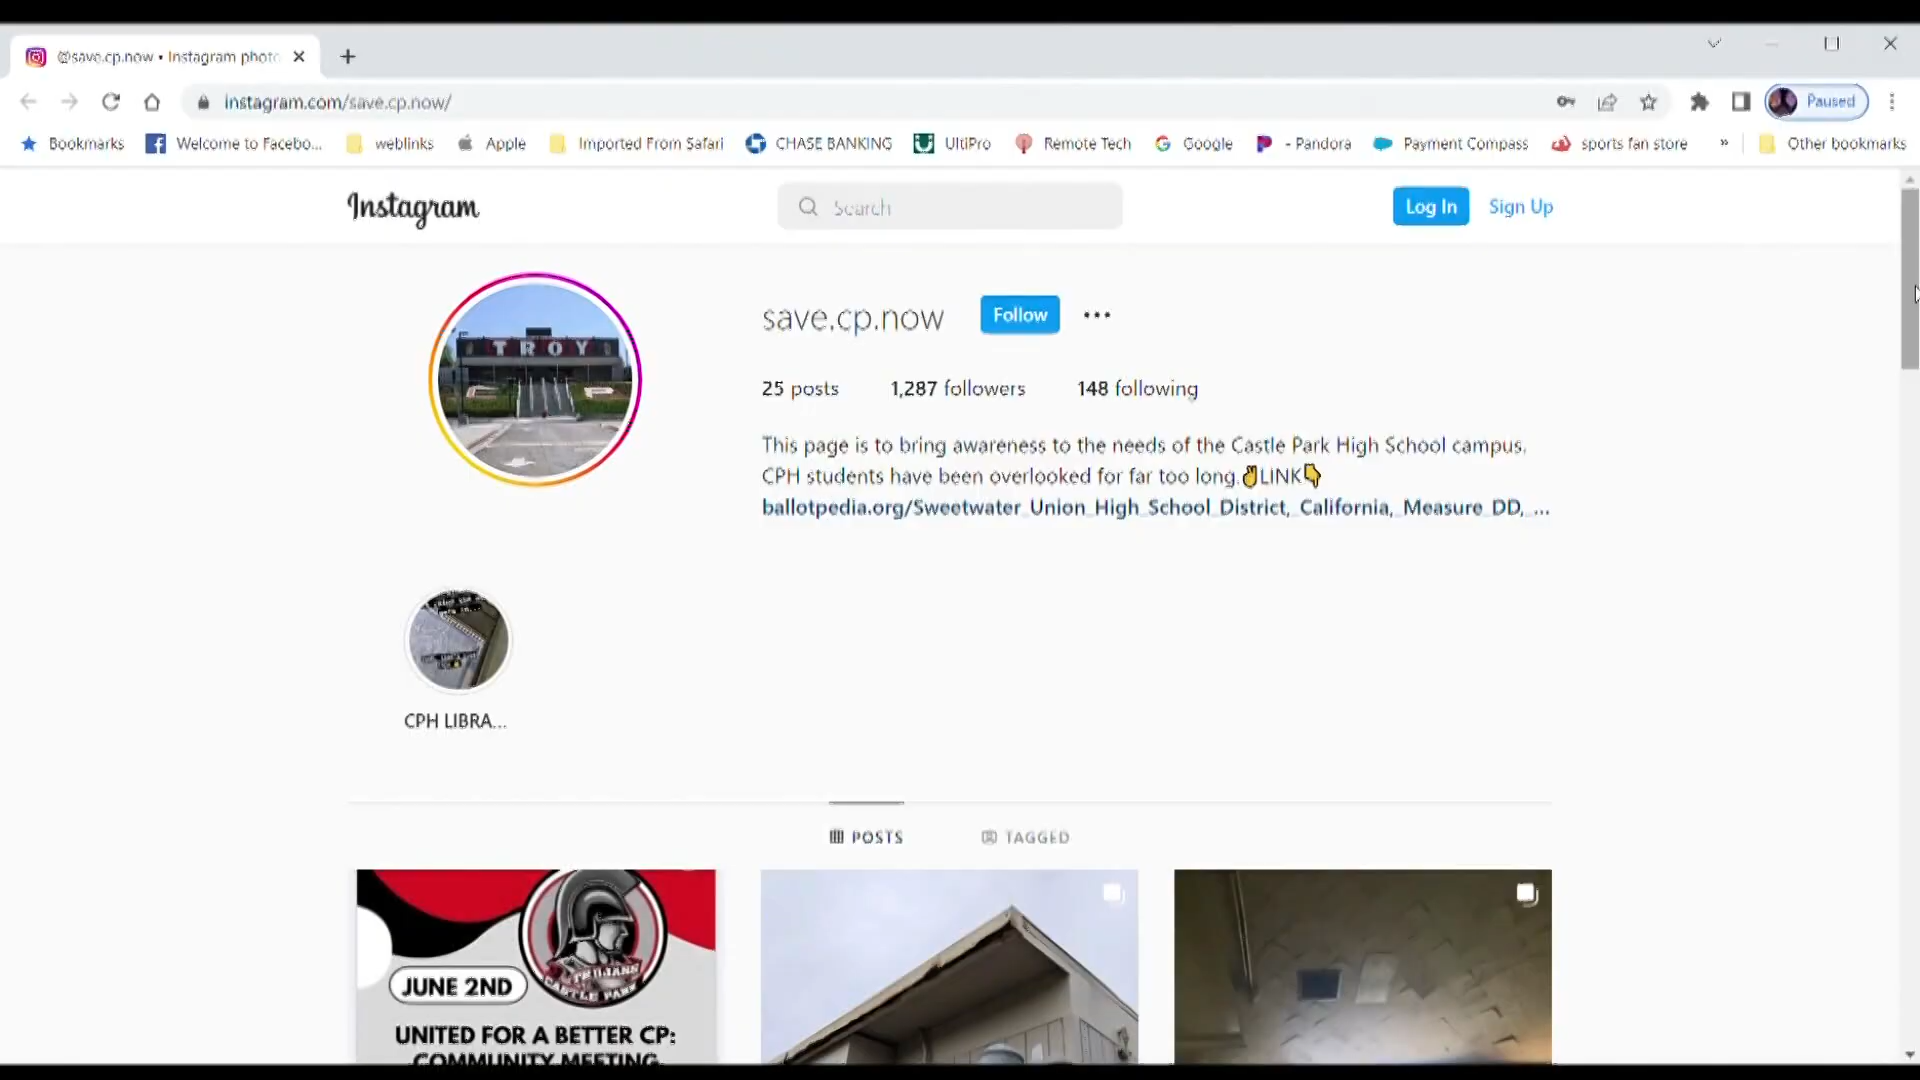 @save.cp.now • Instagram photo
instagram.com/save.cp.now/
Paused
Bookmarks
Welcome to Facebo...
weblinks
Apple
Imported From Safari
CHASE BANKING
UltiPro
Remote Tech
Google
- Pandora
Payment Compass
sports fan store
»
Other bookmarks
Instagram
Search
Log In
Sign Up
TROY
save.cp.now
Follow
25 posts
1,287 followers
148 following
This page is to bring awareness to the needs of the Castle Park High School campus.
CPH students have been overlooked for far too long.✌LINK👇
ballotpedia.org/Sweetwater_Union_High_School_District,_California,_Measure_DD,_...
CPH LIBRA...
POSTS
TAGGED
TROJANS
CASTLE PARK
JUNE 2ND
UNITED FOR A BETTER CP:
COMMUNITY MEETING